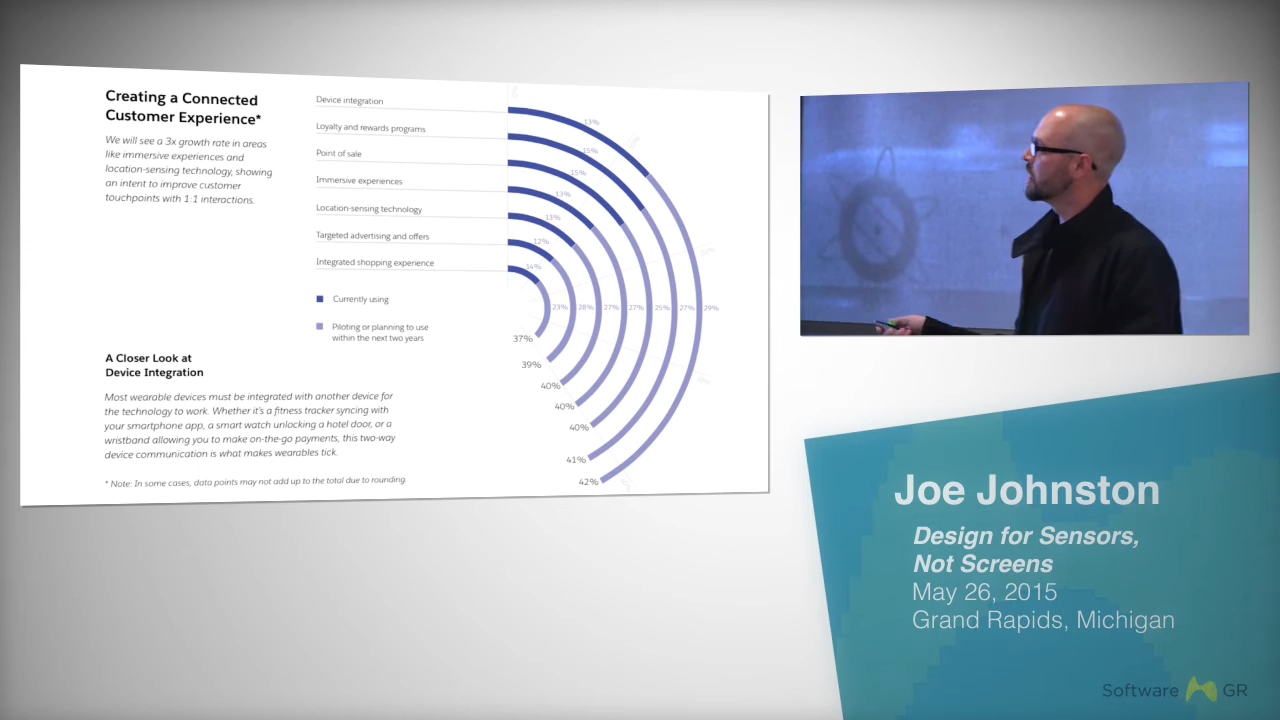 Creating a Connected
Customer Experience*
We will see a 3x growth rate in areas
like immersive experiences and
location-sensing technology, showing
an intent to improve customer
touchpoints with 1:1 interactions.
Device integration
Loyalty and rewards programs
Point of sale
Immersive experiences
Location-sensing technology
Targeted advertising and offers
Integrated shopping experience
Currently using
Piloting or planning to use
within the next two years
13%
15%
15%
13%
13%
12%
14%
23% 28% 27% 27% 25% 27% 29%
37%
39%
40%
40%
40%
41%
42%
A Closer Look at
Device Integration
Most wearable devices must be integrated with another device for
the technology to work. Whether it's a fitness tracker syncing with
your smartphone app, a smart watch unlocking a hotel door, or a
wristband allowing you to make on-the-go payments, this two-way
device communication is what makes wearables tick.
* Note: In some cases, data points may not add up to the total due to rounding.
Joe Johnston
Design for Sensors,
Not Screens
May 26, 2015
Grand Rapids, Michigan
Software GR